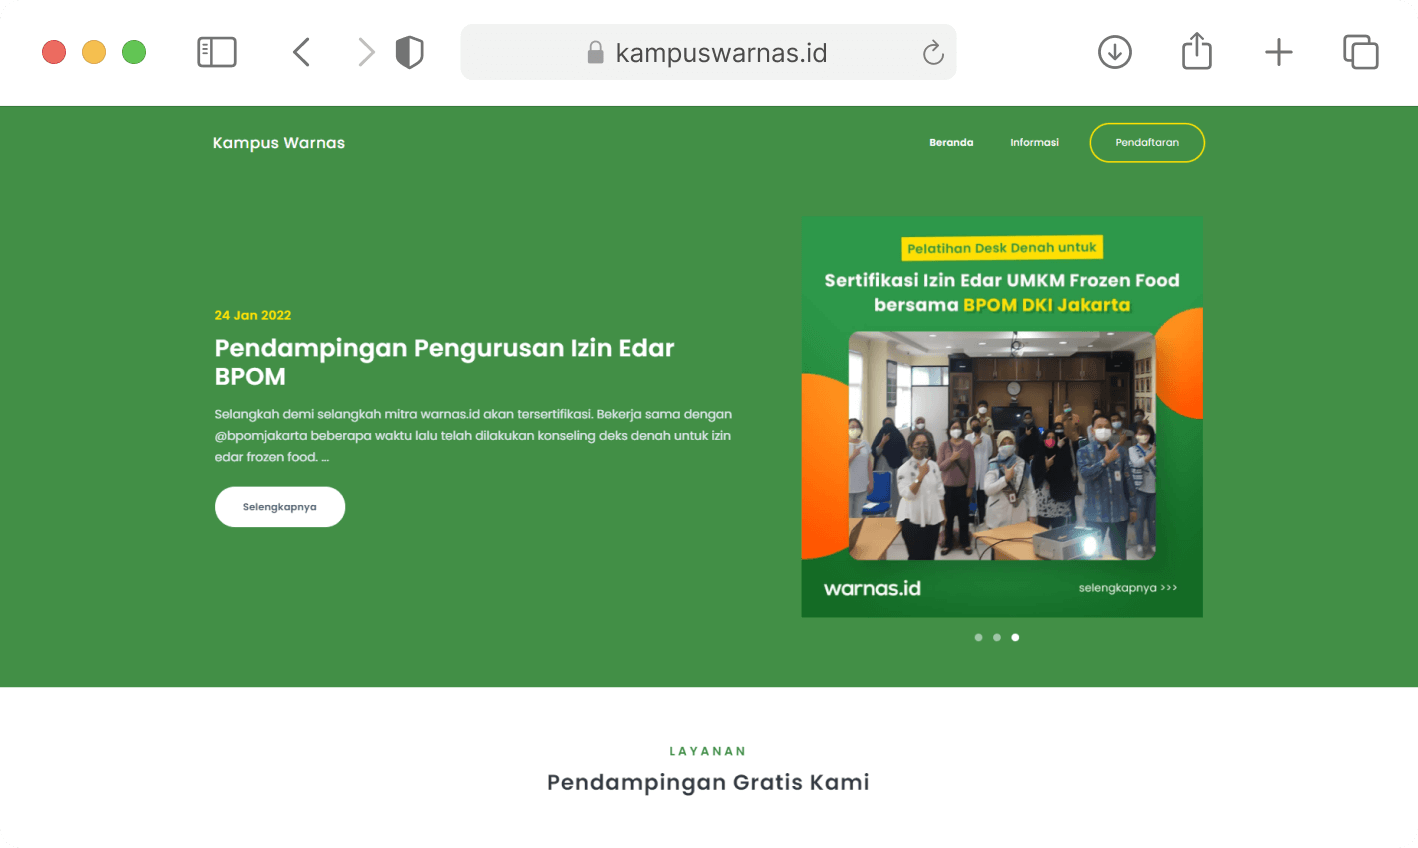 kampuswarnas.id
Kampus Warnas
Beranda
Informasi
Pendaftaran
24 Jan 2022
Pendampingan Pengurusan Izin Edar
BPOM
Selangkah demi selangkah mitra warnas.id akan tersertifikasi. Bekerja sama dengan
@bpomjakarta beberapa waktu lalu telah dilakukan konseling deks denah untuk izin
edar frozen food. ...
Selengkapnya
Pelatihan Desk Denah untuk
Sertifikasi Izin Edar UMKM Frozen Food
bersama BPOM DKI Jakarta
warnas.id
selengkapnya >>>
LAYANAN
Pendampingan Gratis Kami